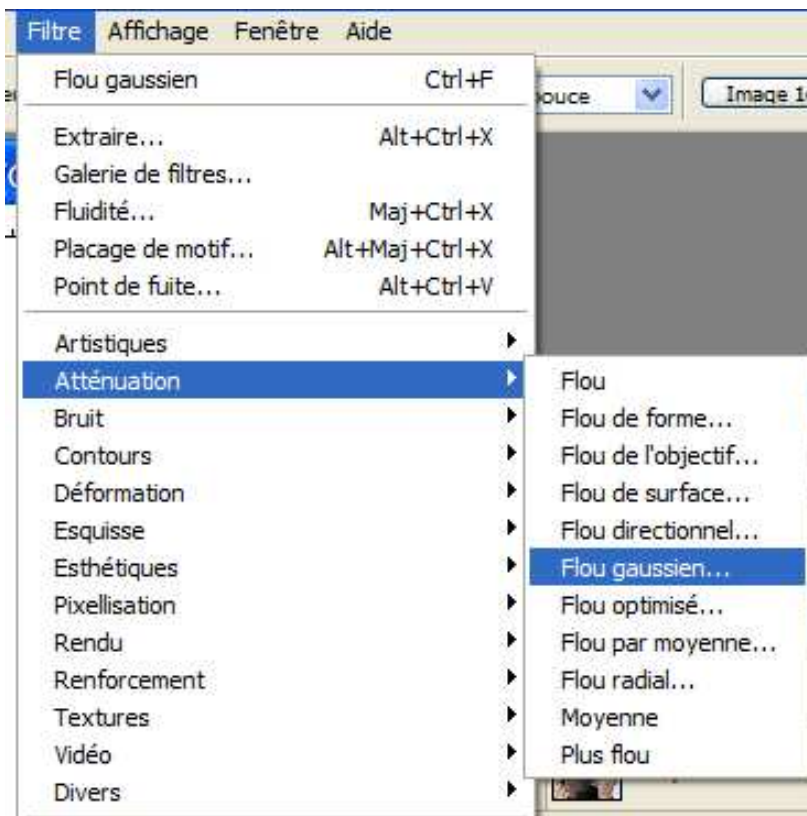 Filtre Affichage Fenêtre Aide
Flou gaussien Ctrl+F
pouce Image 1
Extraire... Alt+Ctrl+X
Galerie de filtres...
Fluidité... Maj+Ctrl+X
Placage de motif... Alt+Maj+Ctrl+X
Point de fuite... Alt+Ctrl+V
Artistiques
Atténuation
Bruit
Contours
Déformation
Esquisse
Esthétiques
Pixellisation
Rendu
Renforcement
Textures
Vidéo
Divers
Flou
Flou de forme...
Flou de l'objectif...
Flou de surface...
Flou directionnel...
Flou gaussien...
Flou optimisé...
Flou par moyenne...
Flou radial...
Moyenne
Plus flou